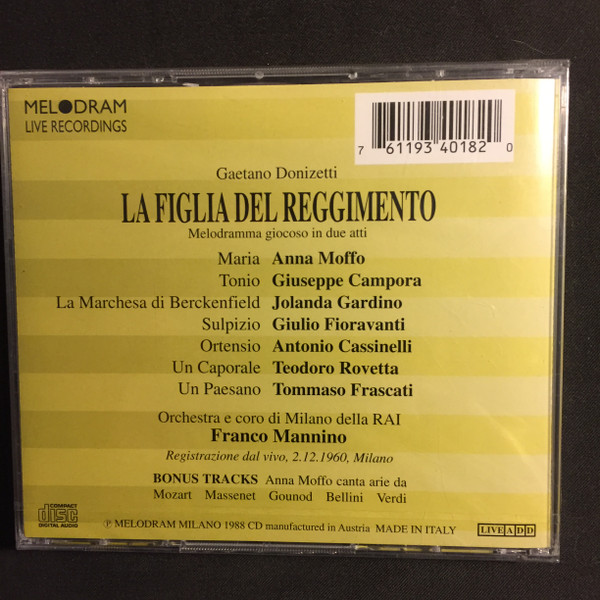 MELODRAM
LIVE RECORDINGS
7 61193 40182 0
Gaetano Donizetti
LA FIGLIA DEL REGGIMENTO
Melodramma giocoso in due atti
Maria Anna Moffo
Tonio Giuseppe Campora
La Marchesa di Berckenfield Jolanda Gardino
Sulpizio Giulio Fioravanti
Ortensio Antonio Cassinelli
Un Caporale Teodoro Rovetta
Un Paesano Tommaso Frascati
Orchestra e coro di Milano della RAI
Franco Mannino
Registrazione dal vivo, 2.12.1960, Milano
BONUS TRACKS Anna Moffo canta arie da
Mozart Massenet Gounod Bellini Verdi
COMPACT
disc
DIGITAL AUDIO
℗ MELODRAM MILANO 1988 CD manufactured in Austria MADE IN ITALY
LIVE A D D